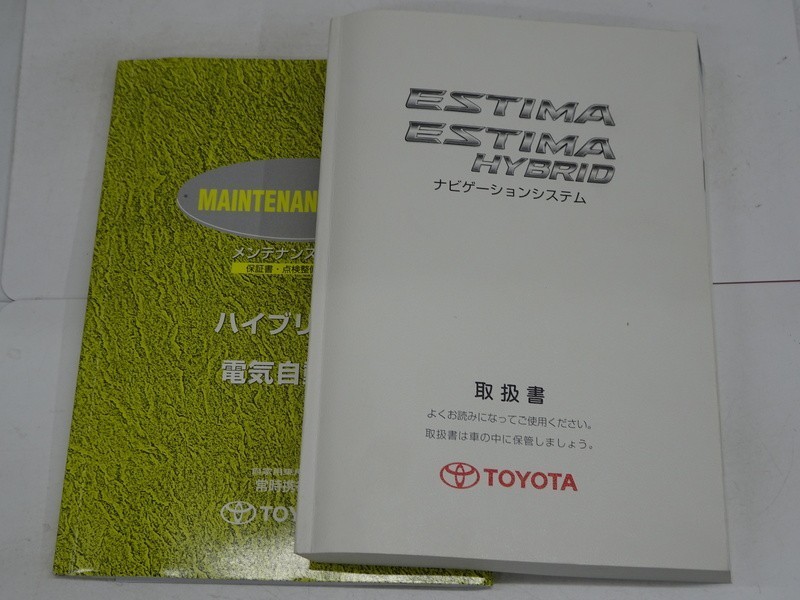 MAINTENAN
メンテナンス
保証書・点検整備
ハイブリ
電気自動
常時携
TOY
ESTIMA
ESTIMA
HYBRID
ナビゲーションシステム
取扱書
よくお読みになってご使用ください。
取扱書は車の中に保管しましょう。
TOYOTA